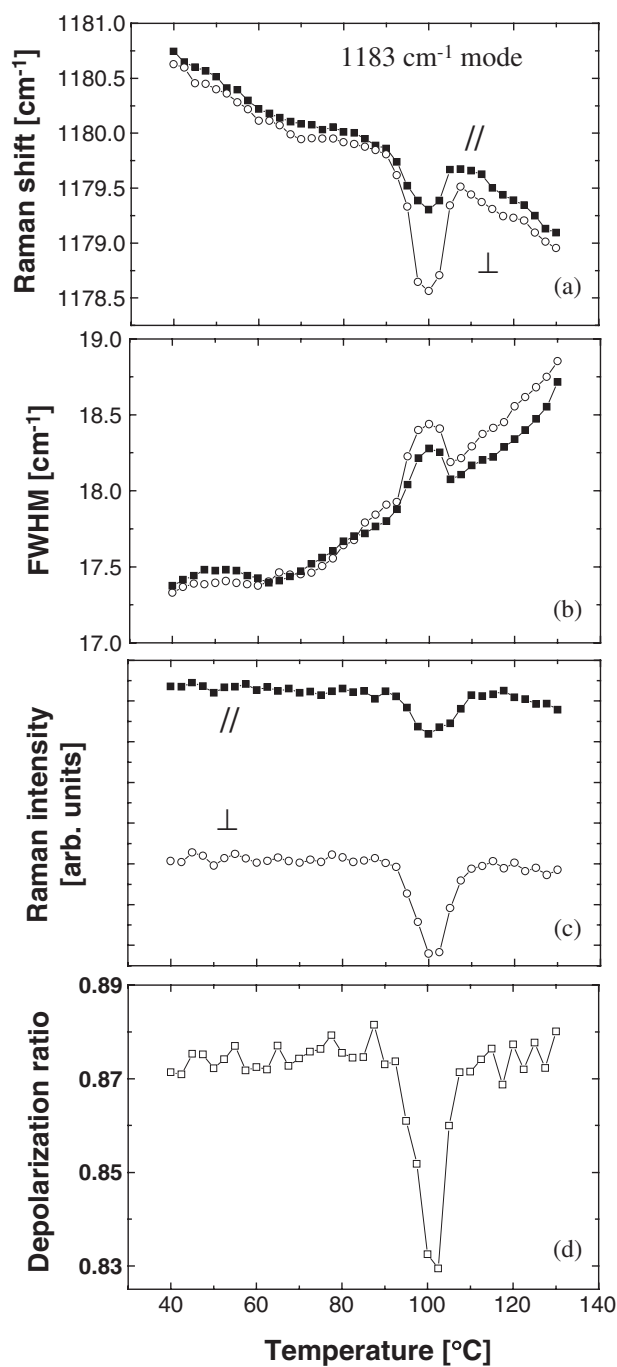 1181.0
1180.5
1180.0
1179.5
1179.0
1178.5
Raman shift [cm-1]
1183 cm-1 mode
//
⊥
(a)
19.0
18.5
18.0
17.5
17.0
FWHM [cm-1]
(b)
Raman intensity
[arb. units]
//
⊥
(c)
0.89
0.87
0.85
0.83
Depolarization ratio
(d)
40 60 80 100 120 140
Temperature [°C]